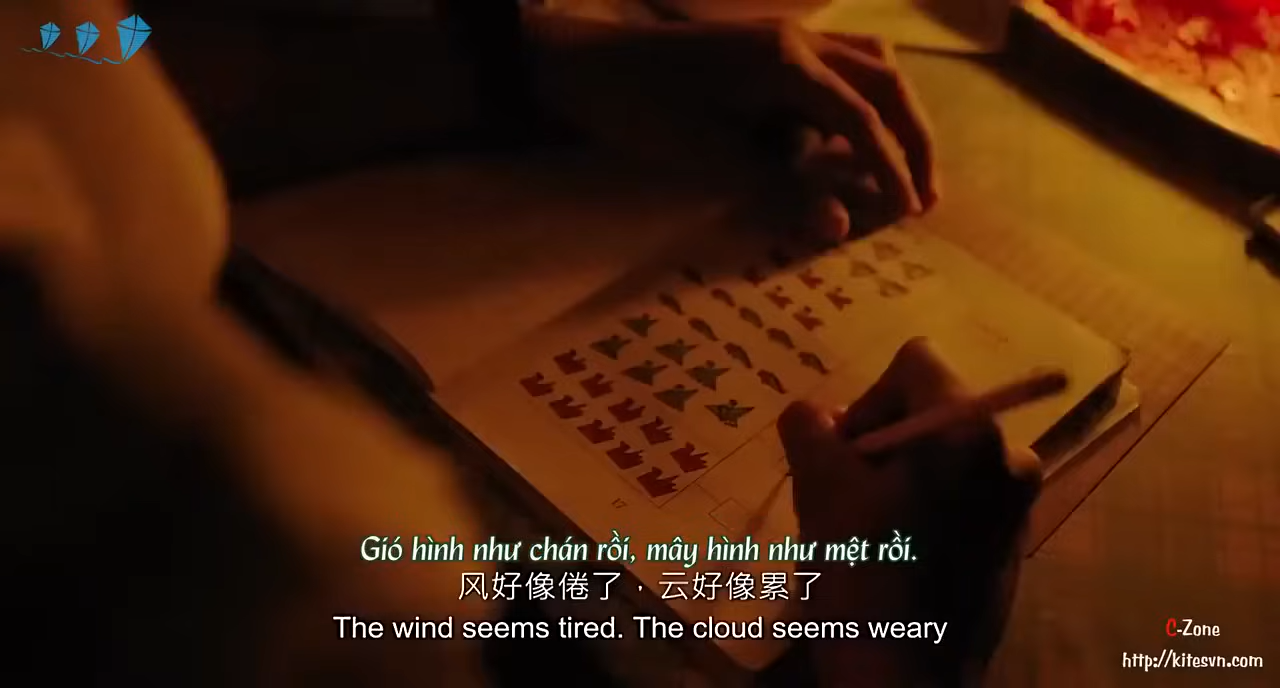 17
Gió hình như chán rồi, mây hình như mệt rồi.
风好像倦了，云好像累了
The wind seems tired. The cloud seems weary
C-Zone
http://kitesvn.com